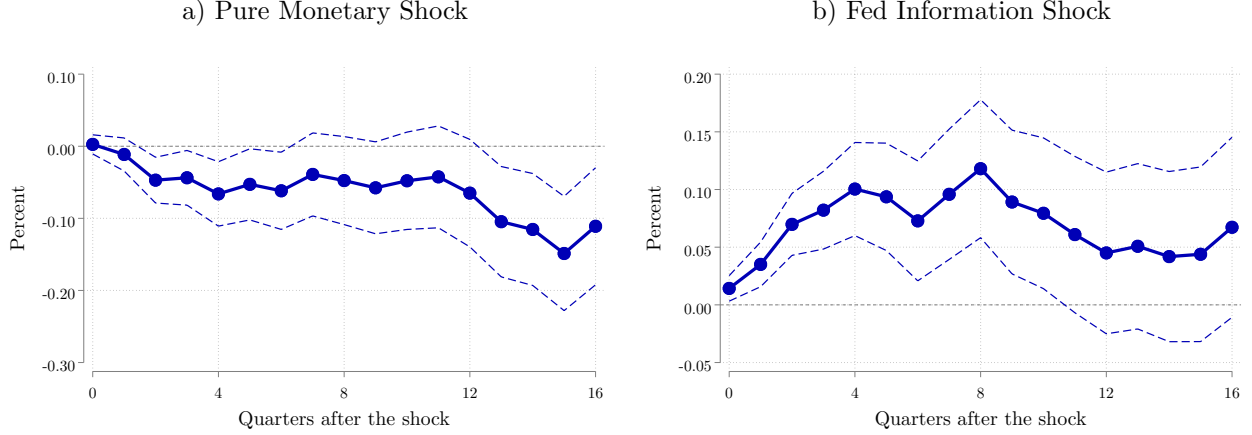 a) Pure Monetary Shock
Percent
0.10
0.00
-0.10
-0.20
-0.30
0 4 8 12 16
Quarters after the shock
b) Fed Information Shock
Percent
0.20
0.15
0.10
0.05
0.00
-0.05
0 4 8 12 16
Quarters after the shock